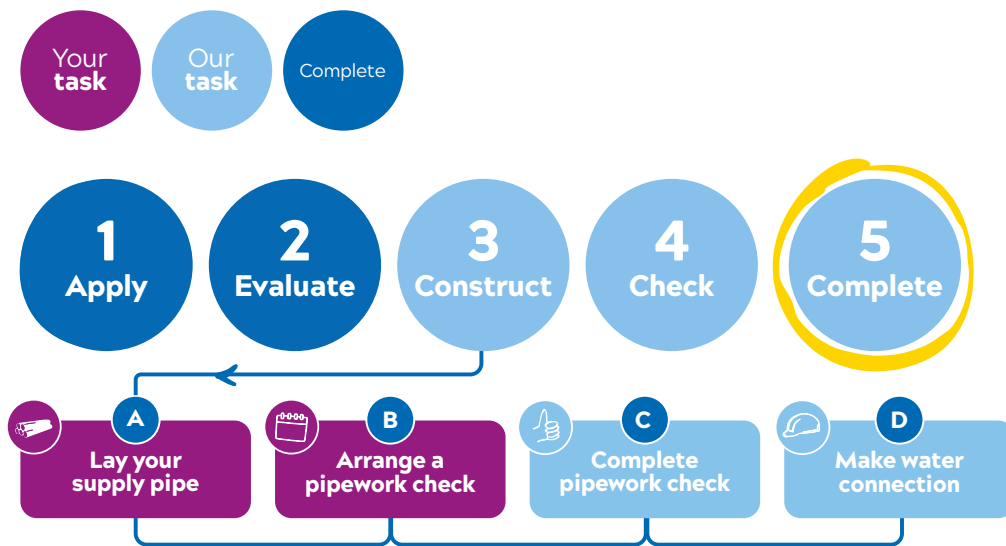 Your
task
Our
task
Complete
1
Apply
2
Evaluate
3
Construct
4
Check
5
Complete
A
Lay your
supply pipe
B
Arrange a
pipework check
C
Complete
pipework check
D
Make water
connection